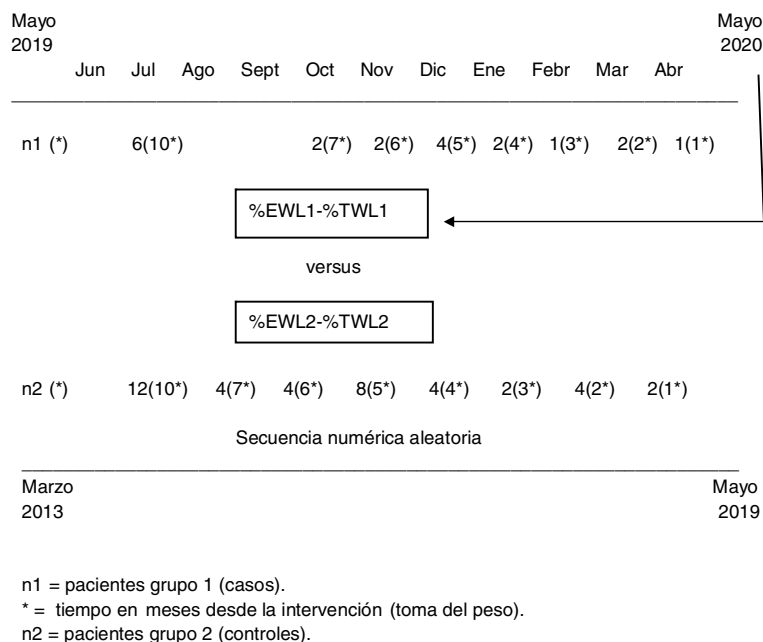 Mayo Mayo
2019 2020
Jun Jul Ago Sept Oct Nov Dic Ene Febr Mar Abr
n1 (*) 6(10*) 2(7*) 2(6*) 4(5*) 2(4*) 1(3*) 2(2*) 1(1*)
%EWL1-%TWL1
versus
%EWL2-%TWL2
n2 (*) 12(10*) 4(7*) 4(6*) 8(5*) 4(4*) 2(3*) 4(2*) 2(1*)
Secuencia numérica aleatoria
Marzo Mayo
2013 2019
n1 = pacientes grupo 1 (casos).
* = tiempo en meses desde la intervención (toma del peso).
n2 = pacientes grupo 2 (controles).